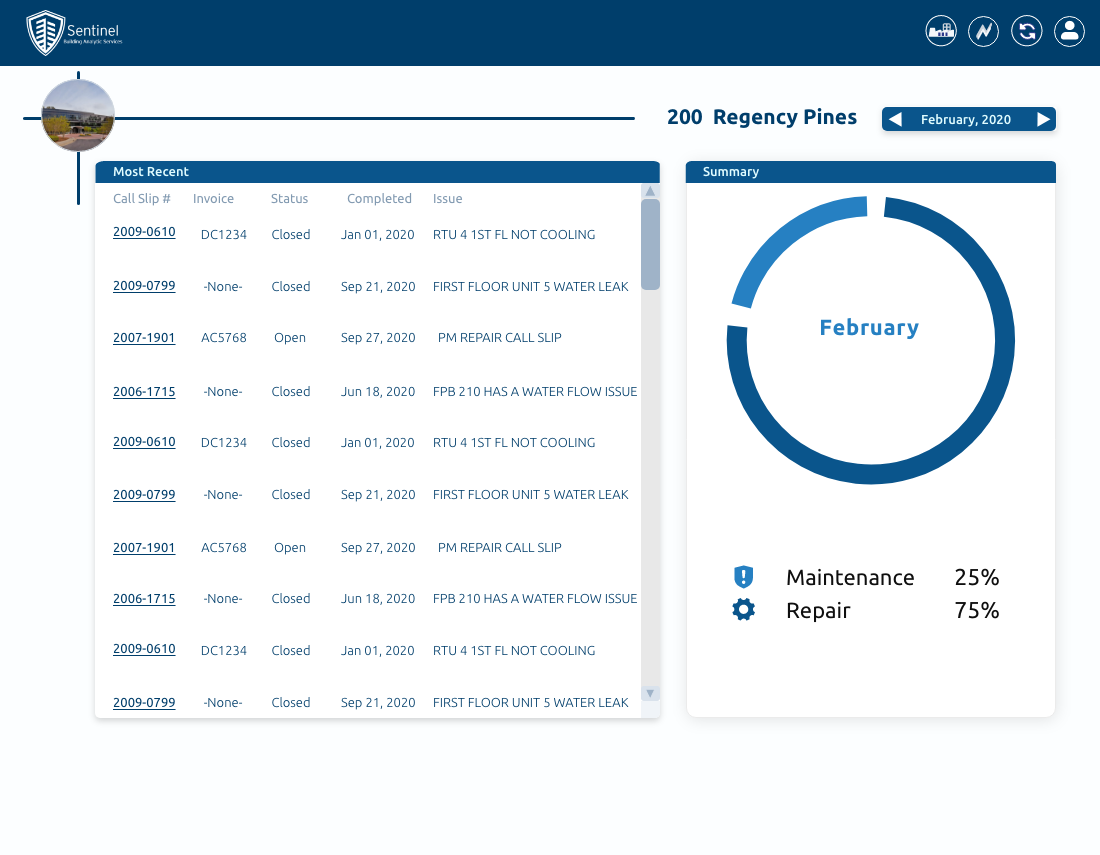 Sentinel
Building Analytic Services
200 Regency Pines
February, 2020
Most Recent
Call Slip # Invoice Status Completed Issue
2009-0610 DC1234 Closed Jan 01, 2020 RTU 4 1ST FL NOT COOLING
2009-0799 -None- Closed Sep 21, 2020 FIRST FLOOR UNIT 5 WATER LEAK
2007-1901 AC5768 Open Sep 27, 2020 PM REPAIR CALL SLIP
2006-1715 -None- Closed Jun 18, 2020 FPB 210 HAS A WATER FLOW ISSUE
2009-0610 DC1234 Closed Jan 01, 2020 RTU 4 1ST FL NOT COOLING
2009-0799 -None- Closed Sep 21, 2020 FIRST FLOOR UNIT 5 WATER LEAK
2007-1901 AC5768 Open Sep 27, 2020 PM REPAIR CALL SLIP
2006-1715 -None- Closed Jun 18, 2020 FPB 210 HAS A WATER FLOW ISSUE
2009-0610 DC1234 Closed Jan 01, 2020 RTU 4 1ST FL NOT COOLING
2009-0799 -None- Closed Sep 21, 2020 FIRST FLOOR UNIT 5 WATER LEAK
Summary
February
Maintenance 25%
Repair 75%